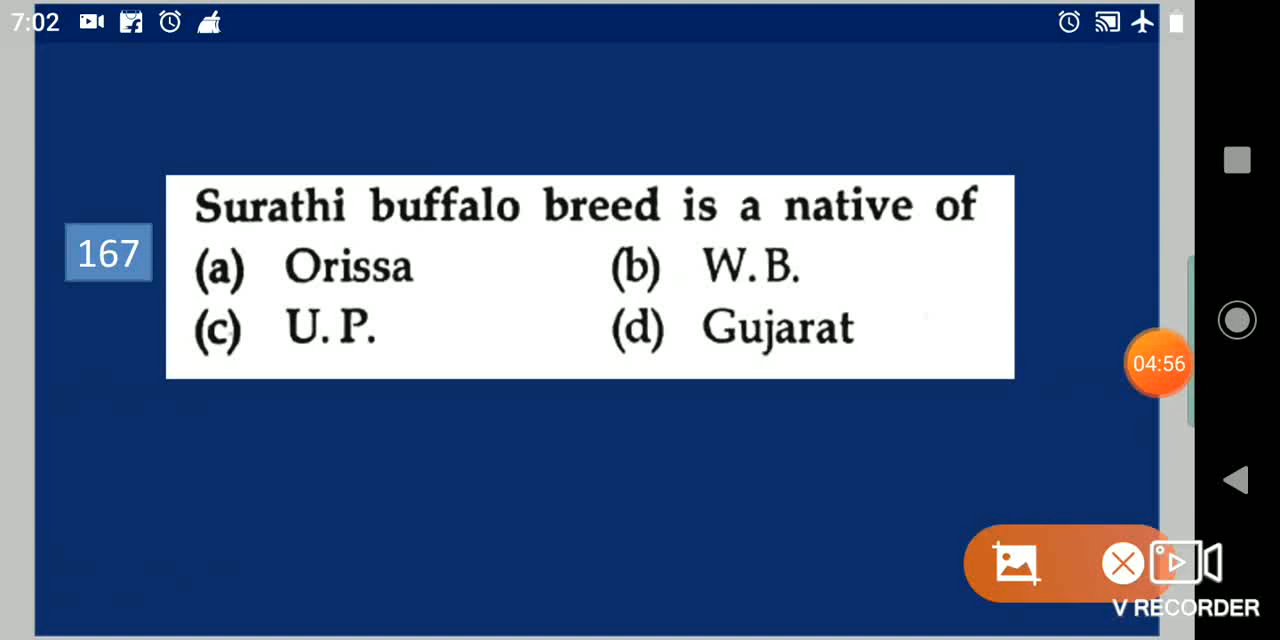 7:02
Surathi buffalo breed is a native of
167
(a) Orissa (b) W.B.
(c) U.P. (d) Gujarat
04:56
V RECORDER